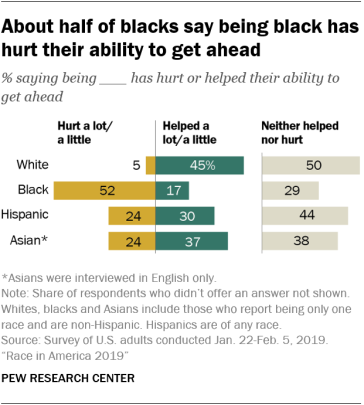 About half of blacks say being black has
hurt their ability to get ahead
% saying being ___ has hurt or helped their ability to
get ahead
Hurt a lot/ Helped a Neither helped
a little lot/a little nor hurt
White 5 45% 50
Black 52 17 29
Hispanic 24 30 44
Asian* 24 37 38
*Asians were interviewed in English only.
Note: Share of respondents who didn't offer an answer not shown.
Whites, blacks and Asians include those who report being only one
race and are non-Hispanic. Hispanics are of any race.
Source: Survey of U.S. adults conducted Jan. 22-Feb. 5, 2019.
"Race in America 2019"
PEW RESEARCH CENTER